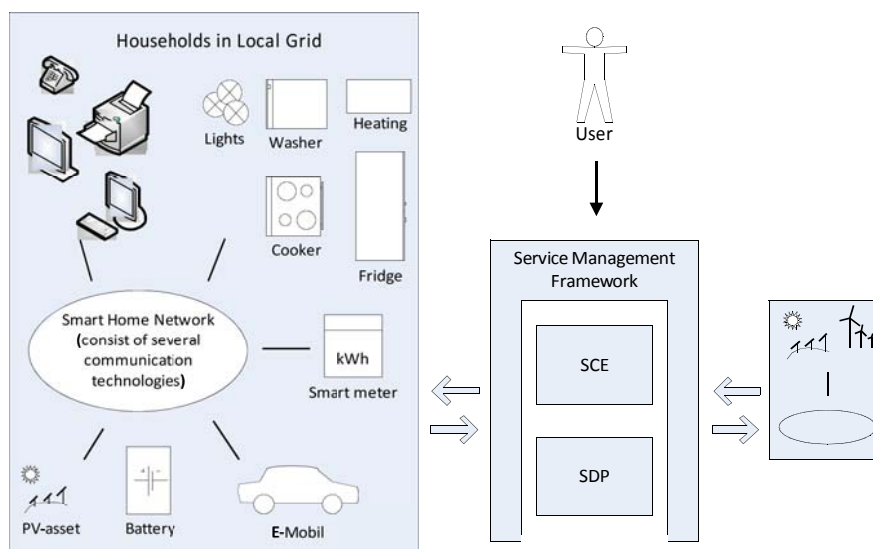 Households in Local Grid
Lights
Washer
Heating
Cooker
Fridge
Smart Home Network
(consist of several
communication
technologies)
kWh
Smart meter
PV-asset
Battery
E-Mobil
User
Service Management
Framework
SCE
SDP